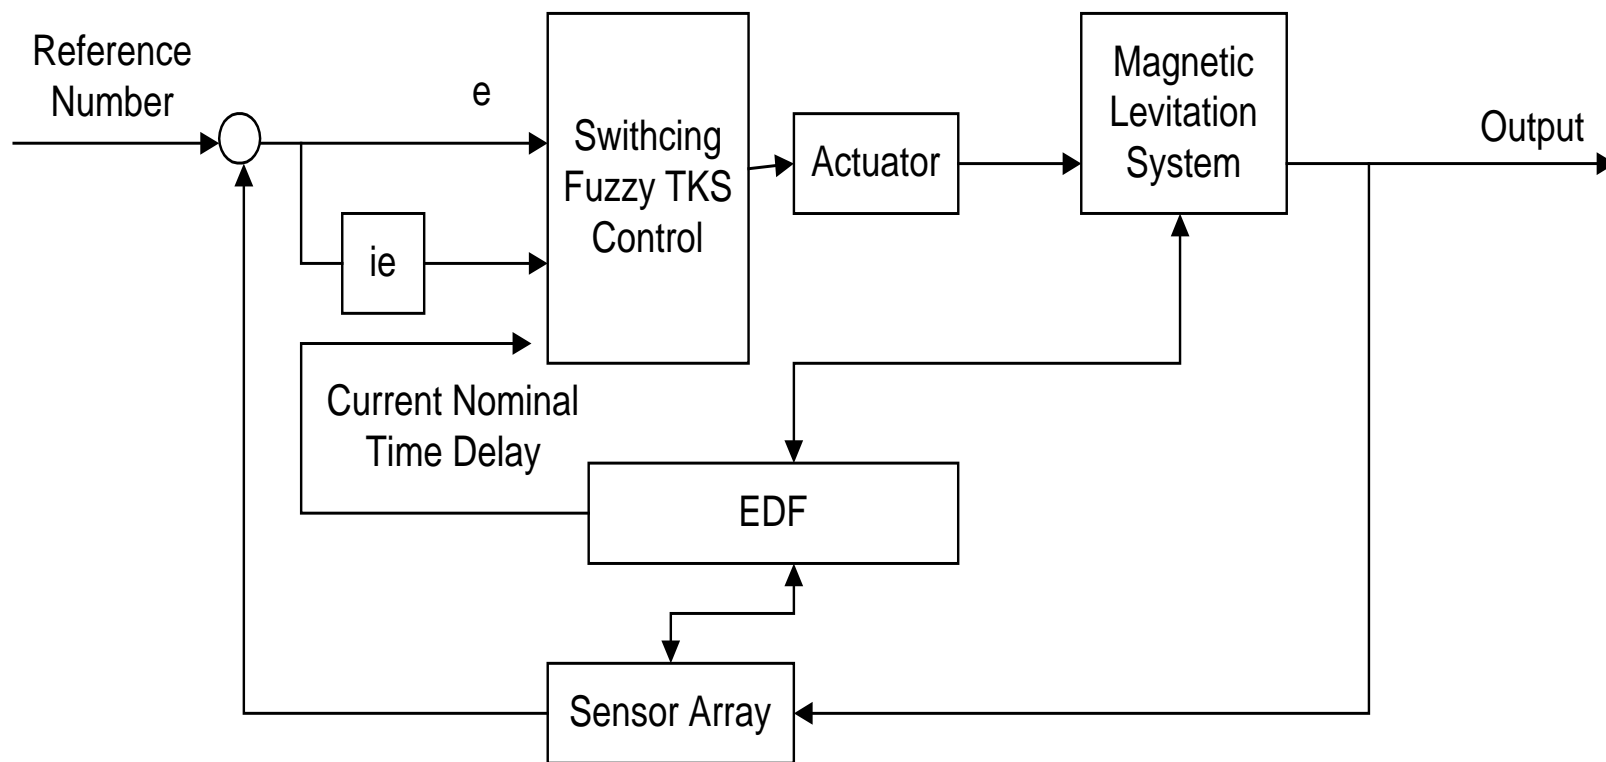 Reference
Number
e
Swithcing
Fuzzy TKS
Control
Actuator
Magnetic
Levitation
System
Output
ie
Current Nominal
Time Delay
EDF
Sensor Array